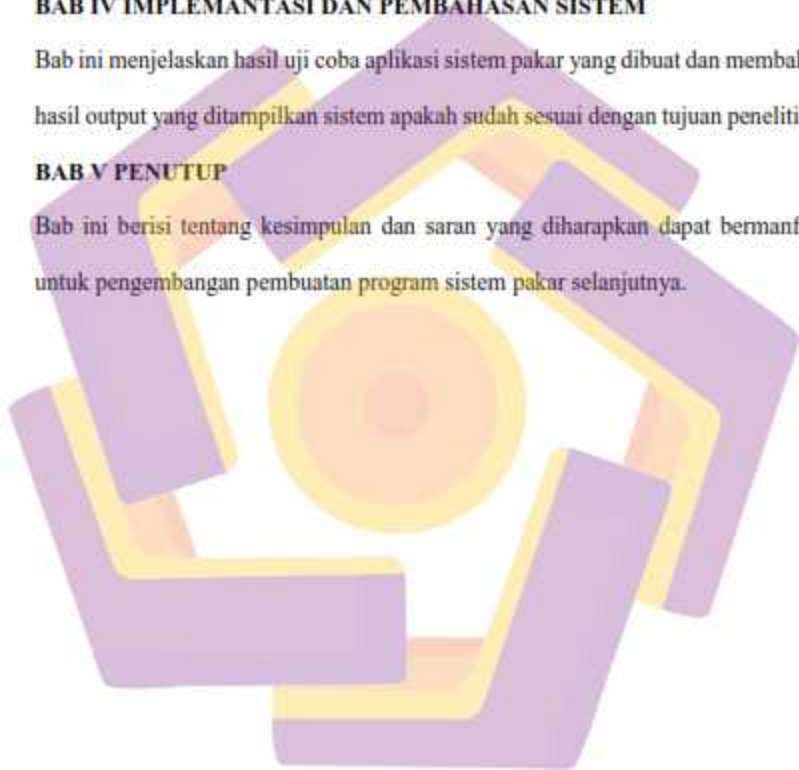 BAB IV IMPLEMANTASI DAN PEMBAHASAN SISTEM
Bab ini menjelaskan hasil uji coba aplikasi sistem pakar yang dibuat dan membah
hasil output yang ditampilkan sistem apakah sudah sesuai dengan tujuan peneliti
BAB V PENUTUP
Bab ini berisi tentang kesimpulan dan saran yang diharapkan dapat bermanf
untuk pengembangan pembuatan program sistem pakar selanjutnya.